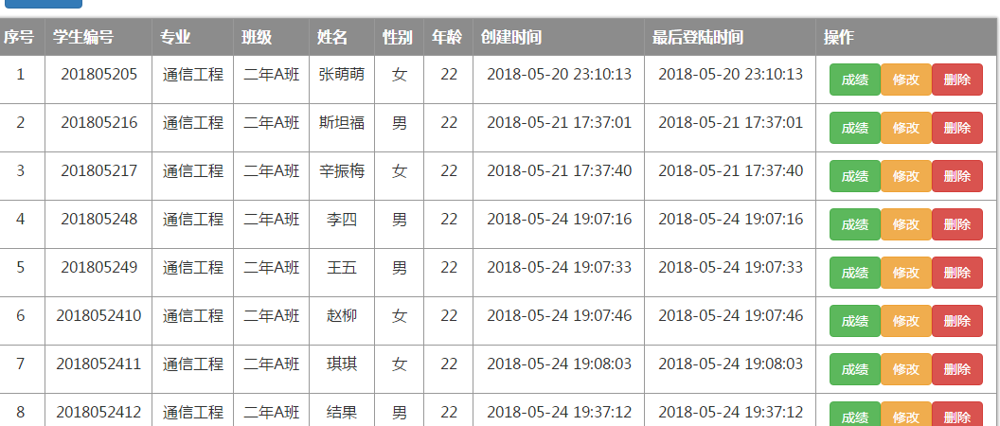 序号 学生编号 专业 班级 姓名 性别 年龄 创建时间 最后登陆时间 操作
1 201805205 通信工程 二年A班 张萌萌 女 22 2018-05-20 23:10:13 2018-05-20 23:10:13 成绩 修改 删除
2 201805216 通信工程 二年A班 斯坦福 男 22 2018-05-21 17:37:01 2018-05-21 17:37:01 成绩 修改 删除
3 201805217 通信工程 二年A班 辛振梅 女 22 2018-05-21 17:37:40 2018-05-21 17:37:40 成绩 修改 删除
4 201805248 通信工程 二年A班 李四 男 22 2018-05-24 19:07:16 2018-05-24 19:07:16 成绩 修改 删除
5 201805249 通信工程 二年A班 王五 男 22 2018-05-24 19:07:33 2018-05-24 19:07:33 成绩 修改 删除
6 2018052410 通信工程 二年A班 赵柳 女 22 2018-05-24 19:07:46 2018-05-24 19:07:46 成绩 修改 删除
7 2018052411 通信工程 二年A班 琪琪 女 22 2018-05-24 19:08:03 2018-05-24 19:08:03 成绩 修改 删除
8 2018052412 通信工程 二年A班 结果 男 22 2018-05-24 19:37:12 2018-05-24 19:37:12 成绩 修改 删除